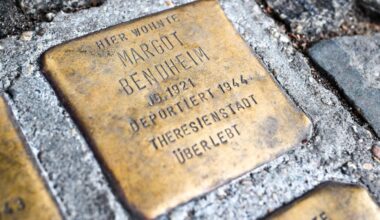 HIER WOHNTE
MARGOT
BENDHEIM
JG. 1921
DEPORTIERT 1944
THERESIENSTADT
ÜBERLEBT